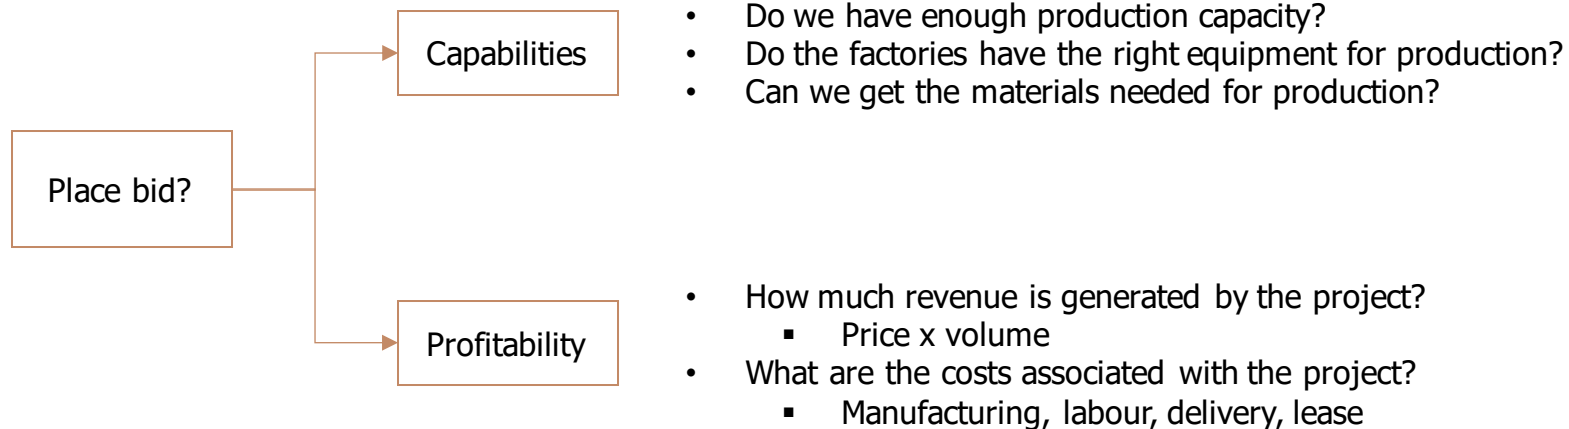 Place bid?
Capabilities
• Do we have enough production capacity?
• Do the factories have the right equipment for production?
• Can we get the materials needed for production?
Profitability
• How much revenue is generated by the project?
▪ Price x volume
• What are the costs associated with the project?
▪ Manufacturing, labour, delivery, lease